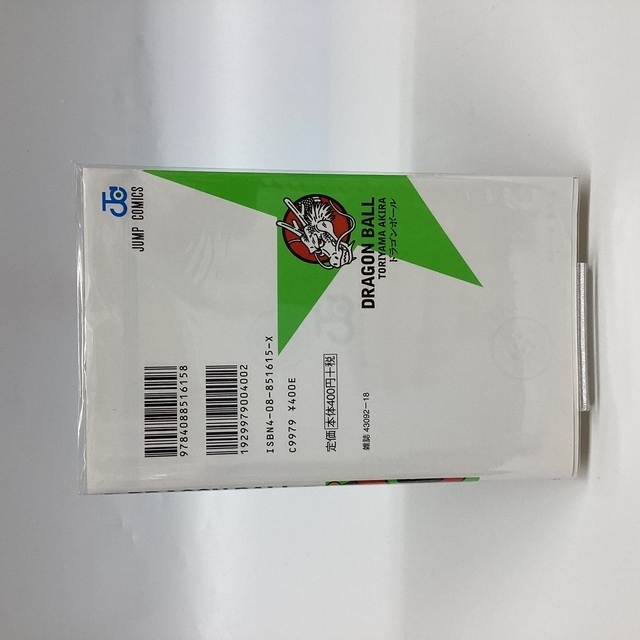 JUMP COMICS
DRAGON BALL
TORIYAMA AKIRA
ドラゴンボール
9784088516158
1929979004002
ISBN4-08-851615-X
C9979 ¥400E
定価 本体400円+税
雑誌 43092-18